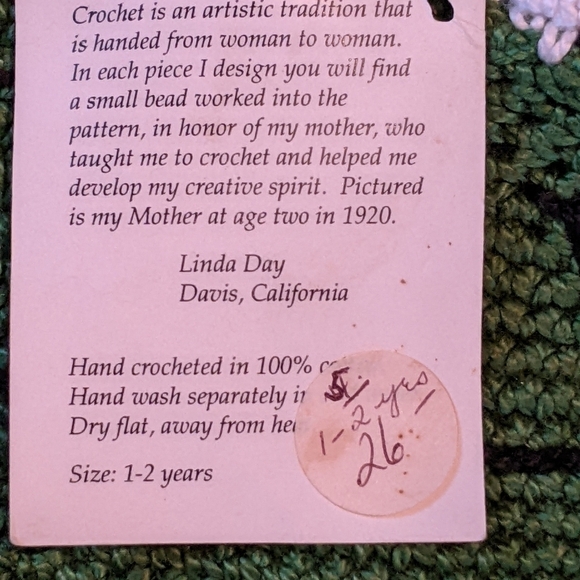 Crochet is an artistic tradition that
is handed from woman to woman.
In each piece I design you will find
a small bead worked into the
pattern, in honor of my mother, who
taught me to crochet and helped me
develop my creative spirit. Pictured
is my Mother at age two in 1920.
Linda Day
Davis, California
Hand crocheted in 100%
Hand wash separately
Dry flat, away from
Size: 1-2 years
1-2 yrs
26